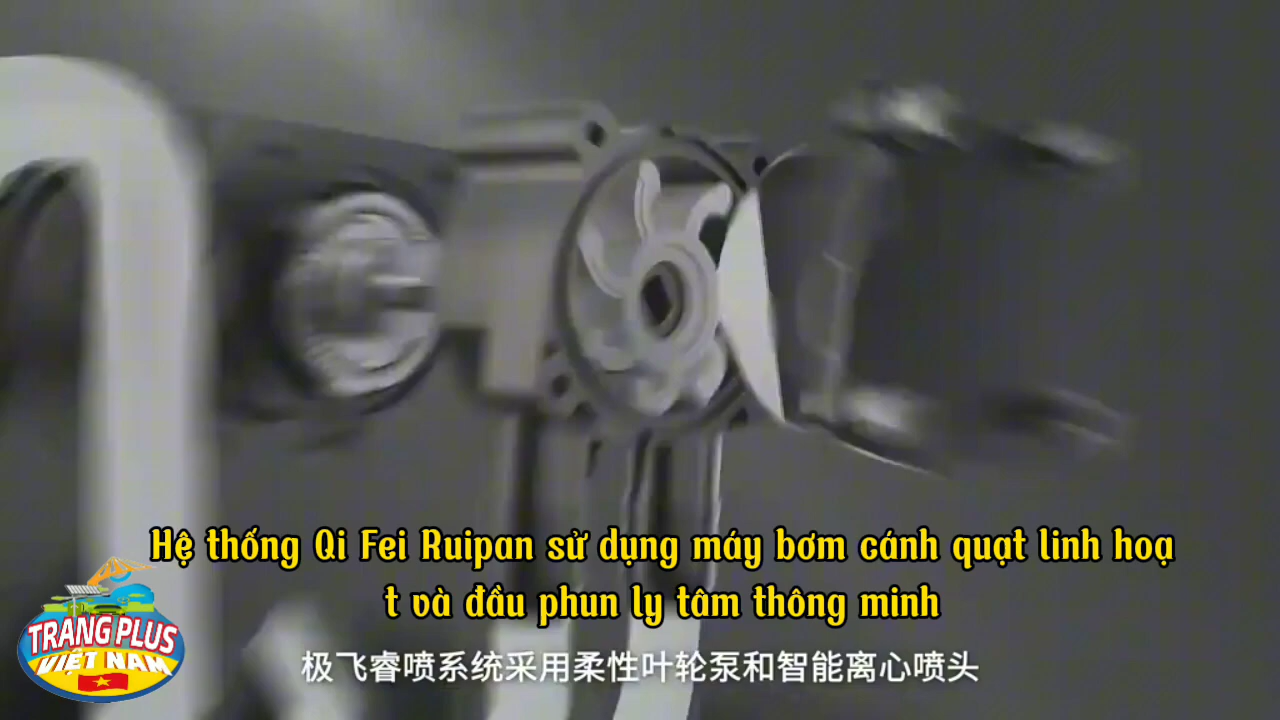 Hệ thống Qi Fei Ruipan sử dụng máy bơm cánh quạt linh hoạ
t và đầu phun ly tâm thông minh
TRANG PLUS
VIỆT NAM
极飞睿喷系统采用柔性叶轮泵和智能离心喷头